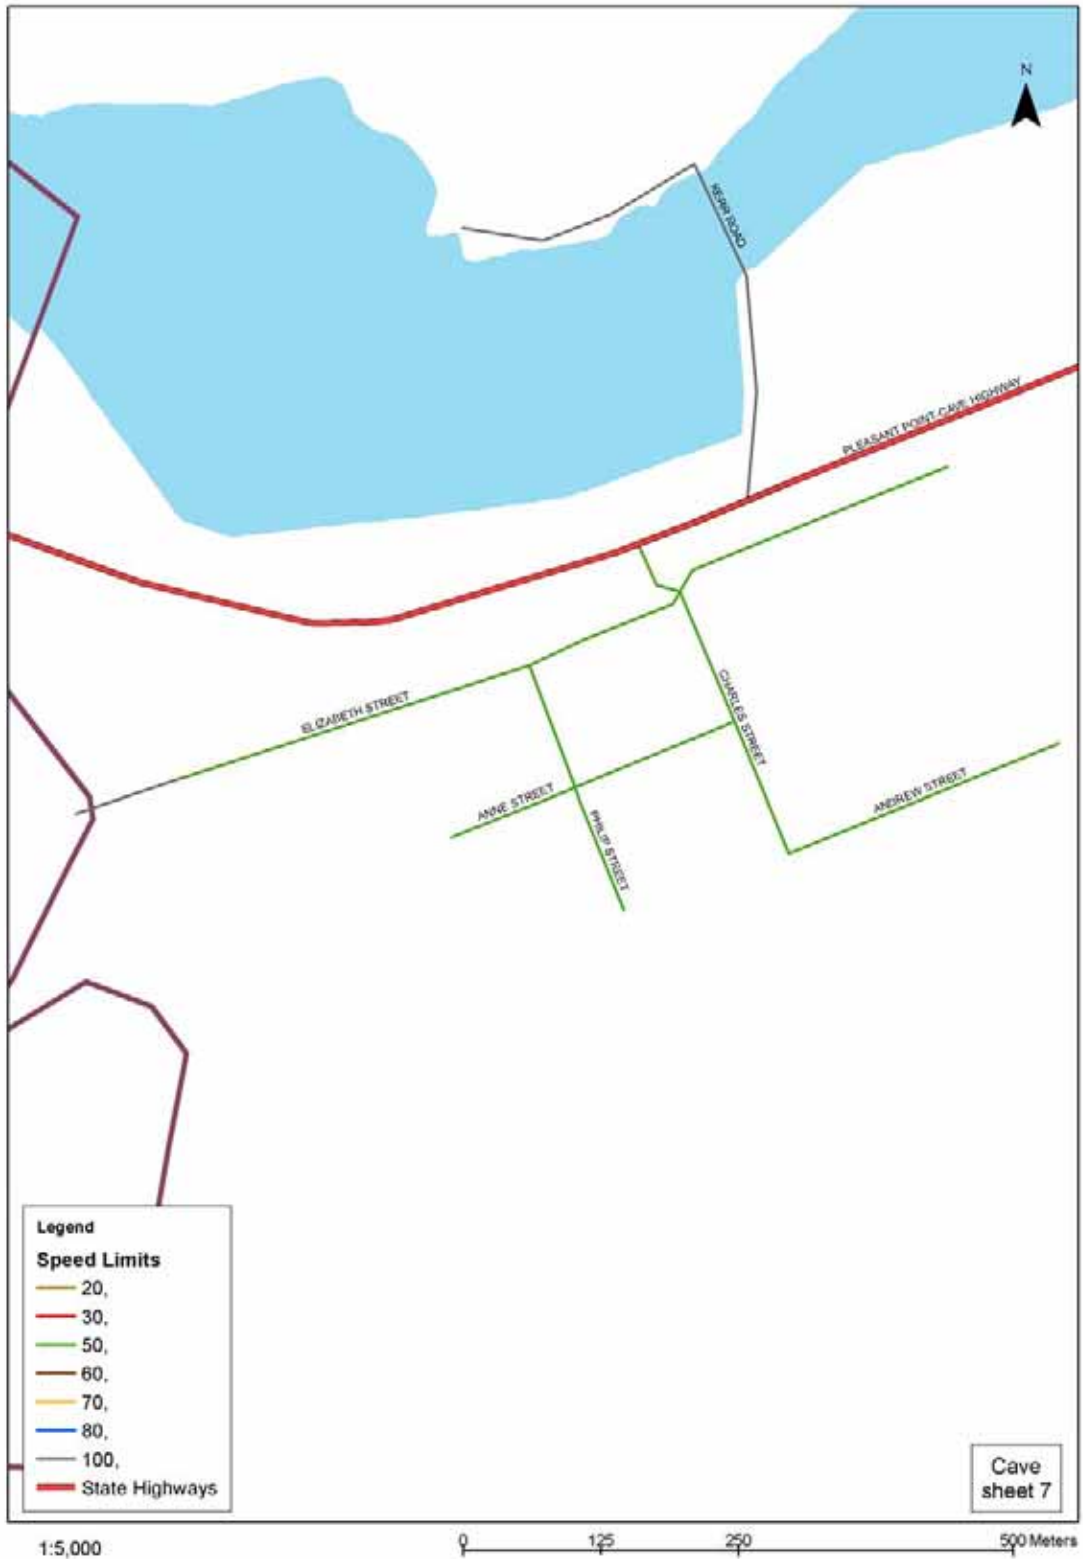 N
KERR ROAD
PLEASANT POINT-CAVE HIGHWAY
ELIZABETH STREET
CHARLES STREET
ANNE STREET
PHILIP STREET
ANDREW STREET
Legend
Speed Limits
20,
30,
50,
60,
70,
80,
100,
State Highways
Cave
sheet 7
1:5,000
0 125 250 500 Meters